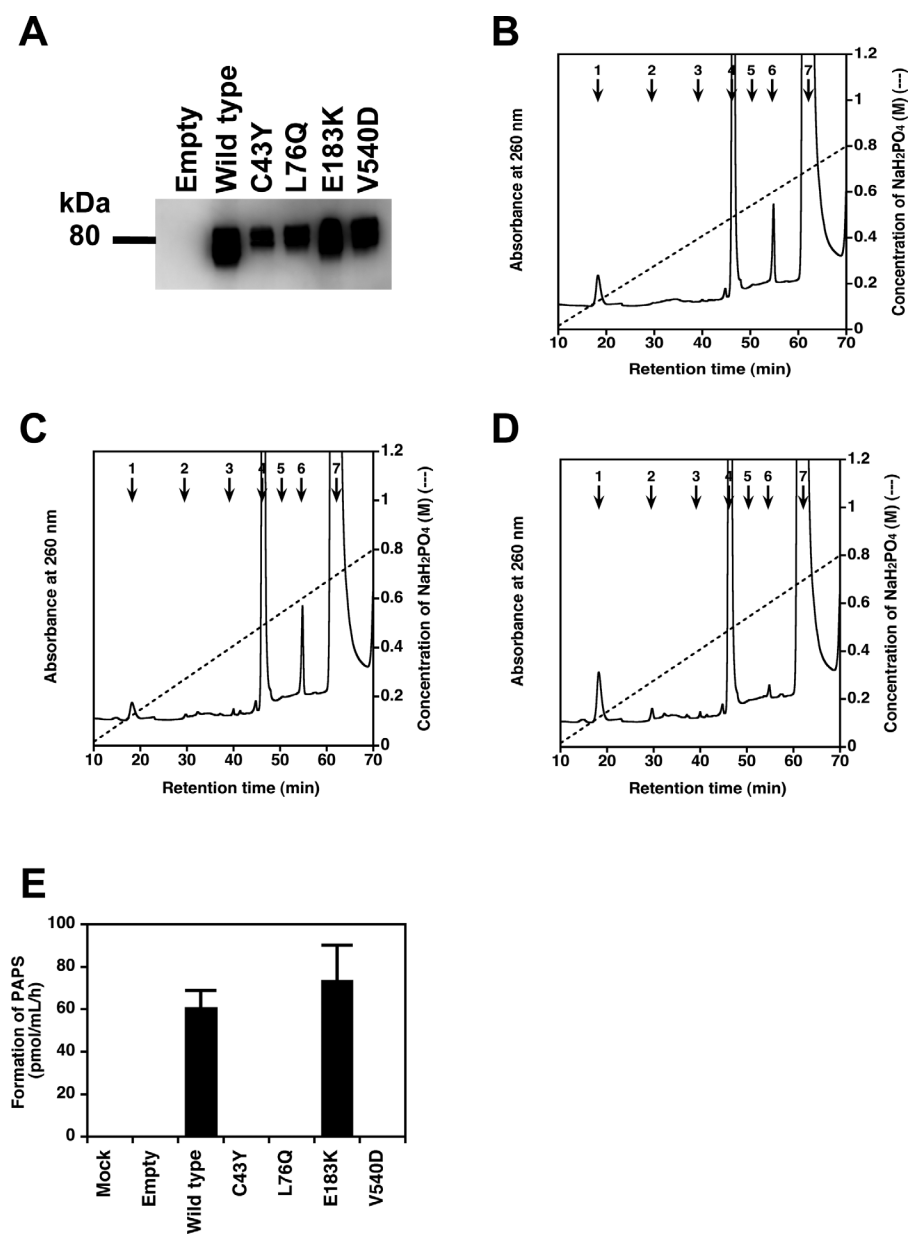 A
Empty
Wild type
C43Y
L76Q
E183K
V540D
kDa
80
B
1 2 3 4 5 6 7
1.2
1
0.8
0.6
0.4
0.2
0
10 20 30 40 50 60 70
Absorbance at 260 nm
Concentration of NaH2PO4 (M) (---)
Retention time (min)
C
1 2 3 4 5 6 7
1.2
1
0.8
0.6
0.4
0.2
0
10 20 30 40 50 60 70
Absorbance at 260 nm
Concentration of NaH2PO4 (M) (---)
Retention time (min)
D
1 2 3 4 5 6 7
1.2
1
0.8
0.6
0.4
0.2
0
10 20 30 40 50 60 70
Absorbance at 260 nm
Concentration of NaH2PO4 (M) (---)
Retention time (min)
E
100
80
60
40
20
0
Formation of PAPS
(pmol/mL/h)
Mock
Empty
Wild type
C43Y
L76Q
E183K
V540D